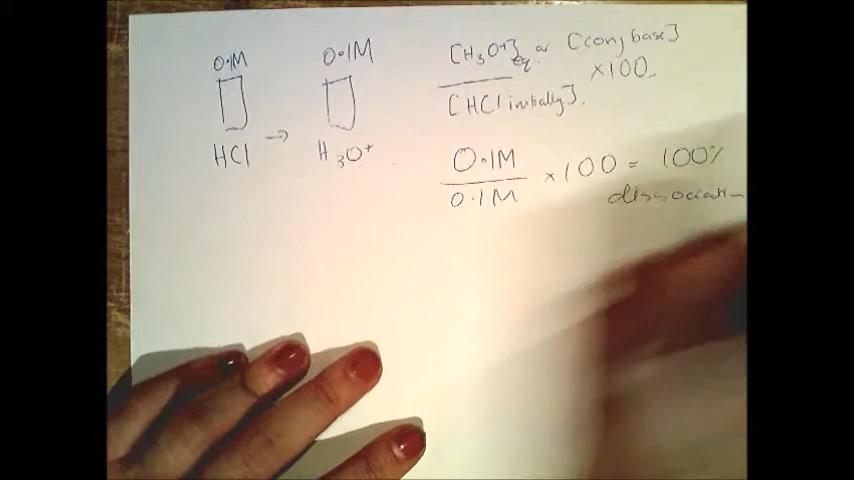 0.1M 0.1M
HCl → H₃O⁺
[H₃O⁺]eq. or [conj base]
[HCl initially]. ×100
0.1M
0.1M × 100 = 100%
dissociation